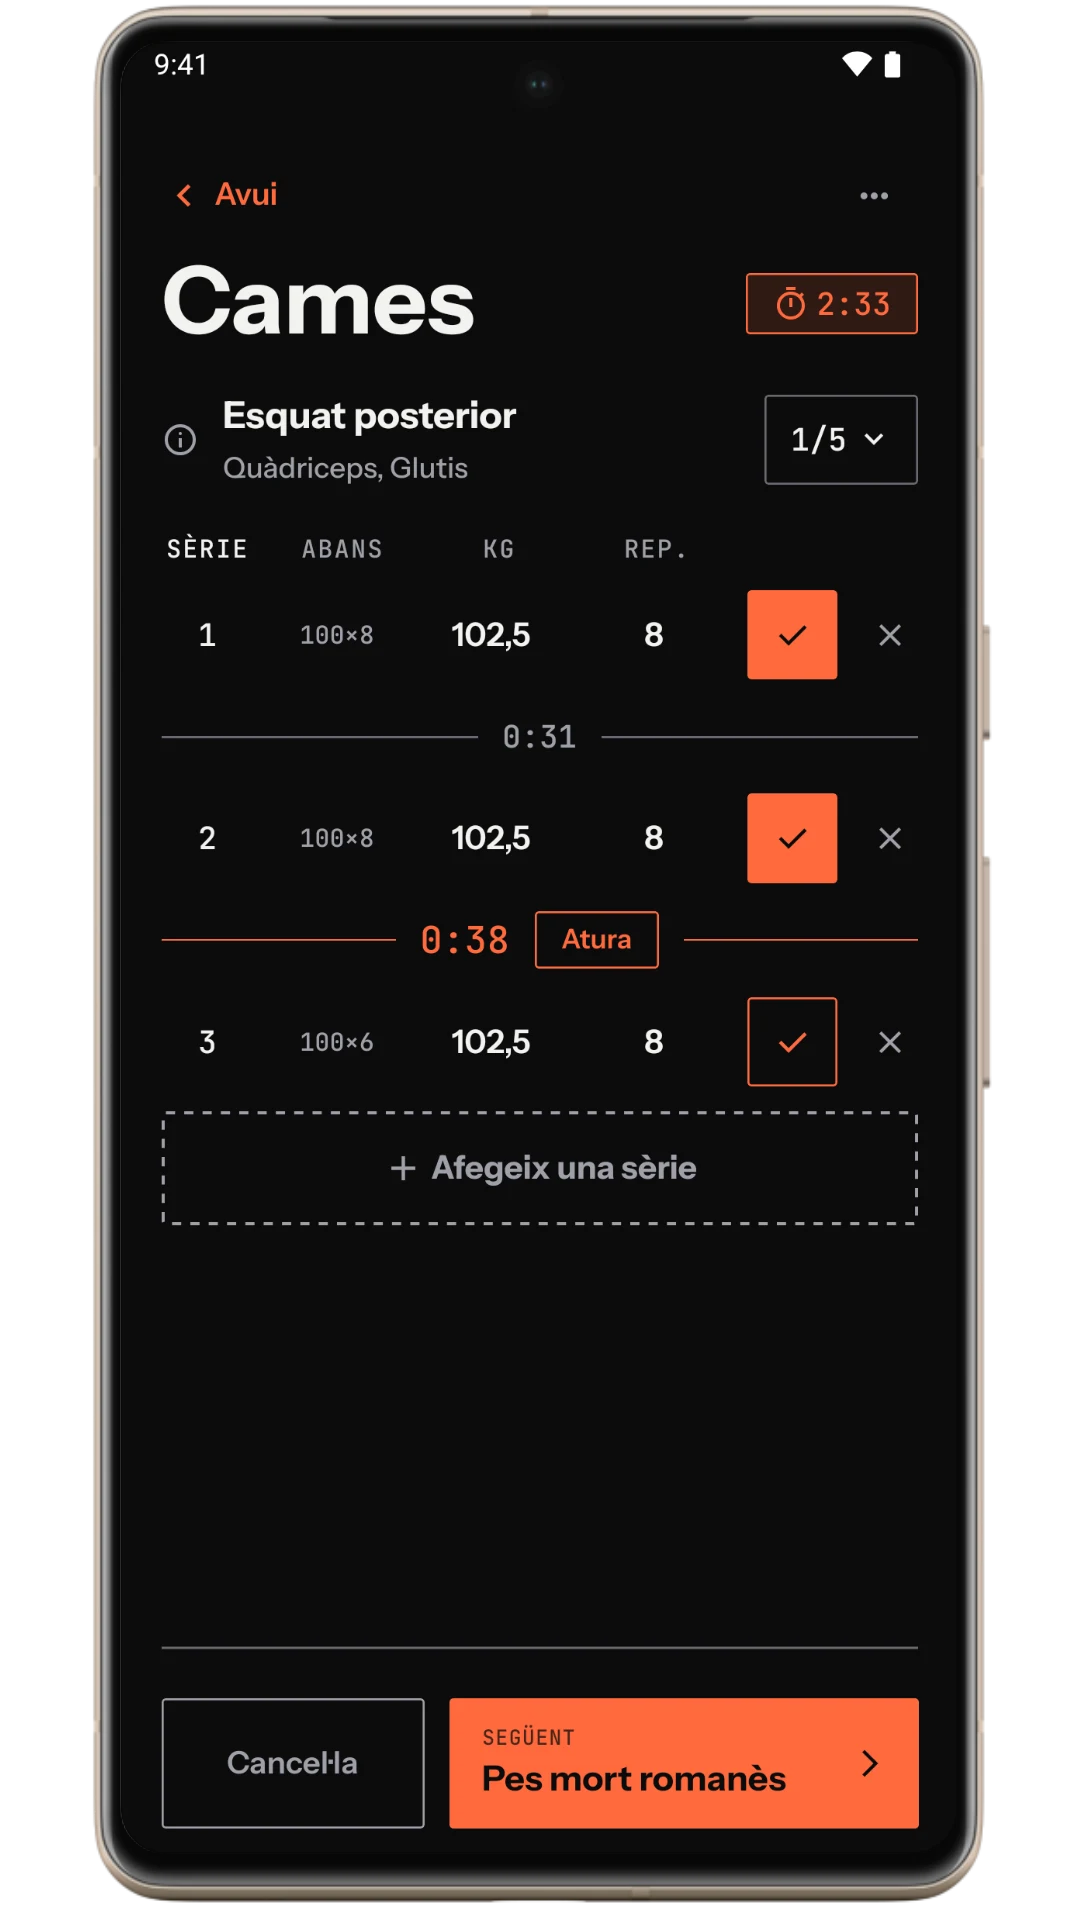 9:41
Avui
Cames
2:33
Esquat posterior
Quàdriceps, Glutis
1/5
SÈRIE ABANS KG REP.
1 100×8 102,5 8
0:31
2 100×8 102,5 8
0:38 Atura
3 100×6 102,5 8
+ Afegeix una sèrie
Cancel·la
SEGÜENT
Pes mort romanès